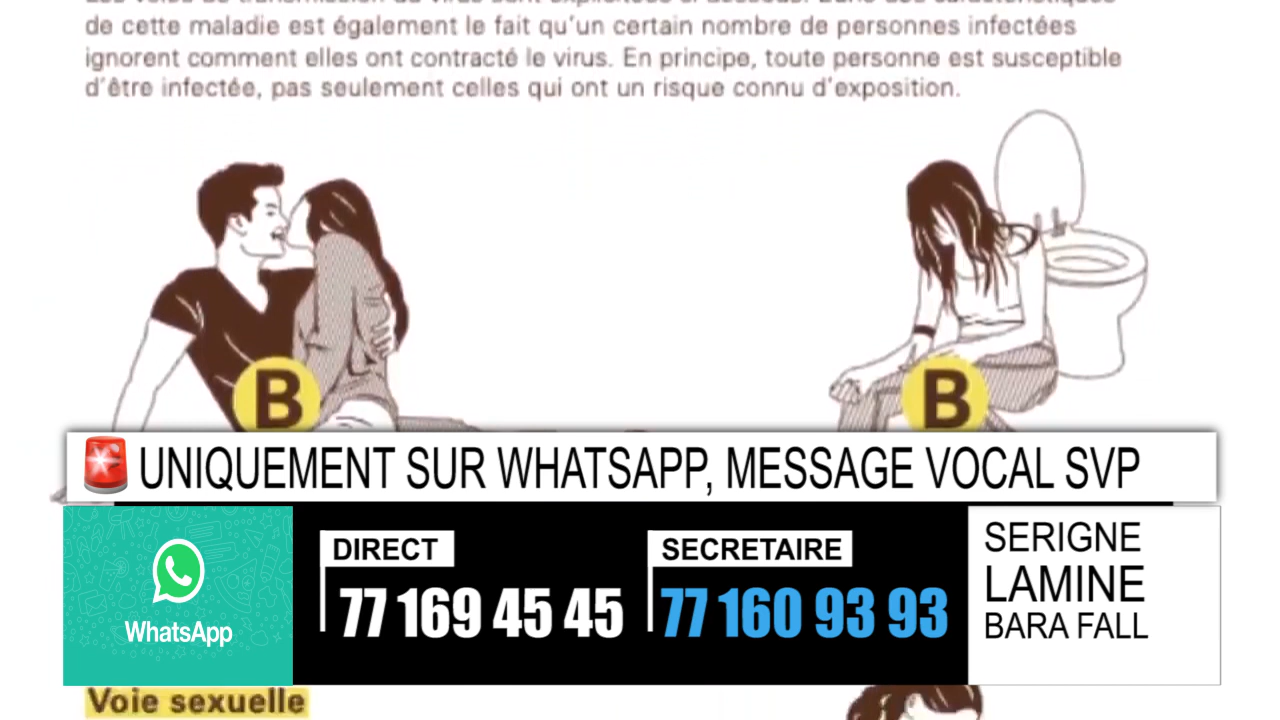 de cette maladie est également le fait qu'un certain nombre de personnes infectées
ignorent comment elles ont contracté le virus. En principe, toute personne est susceptible
d'être infectée, pas seulement celles qui ont un risque connu d'exposition.
B
B
UNIQUEMENT SUR WHATSAPP, MESSAGE VOCAL SVP
WhatsApp
DIRECT
77 169 45 45
SECRETAIRE
77 160 93 93
SERIGNE
LAMINE
BARA FALL
Voie sexuelle